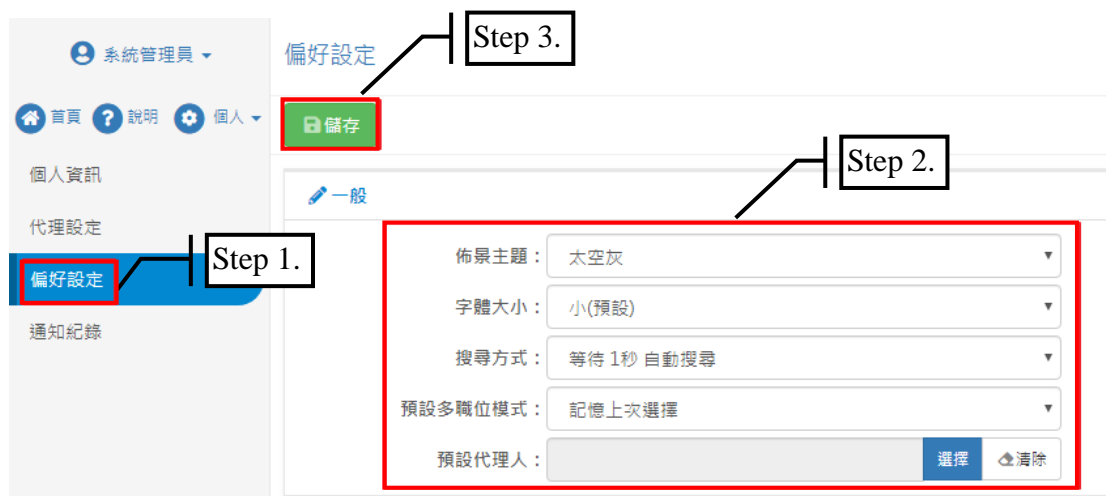 系統管理員
首頁 說明 個人
個人資訊
代理設定
偏好設定
通知紀錄
Step 1.
偏好設定
Step 3.
儲存
Step 2.
一般
佈景主題： 太空灰
字體大小： 小(預設)
搜尋方式： 等待 1秒 自動搜尋
預設多職位模式： 記憶上次選擇
預設代理人： 選擇 清除